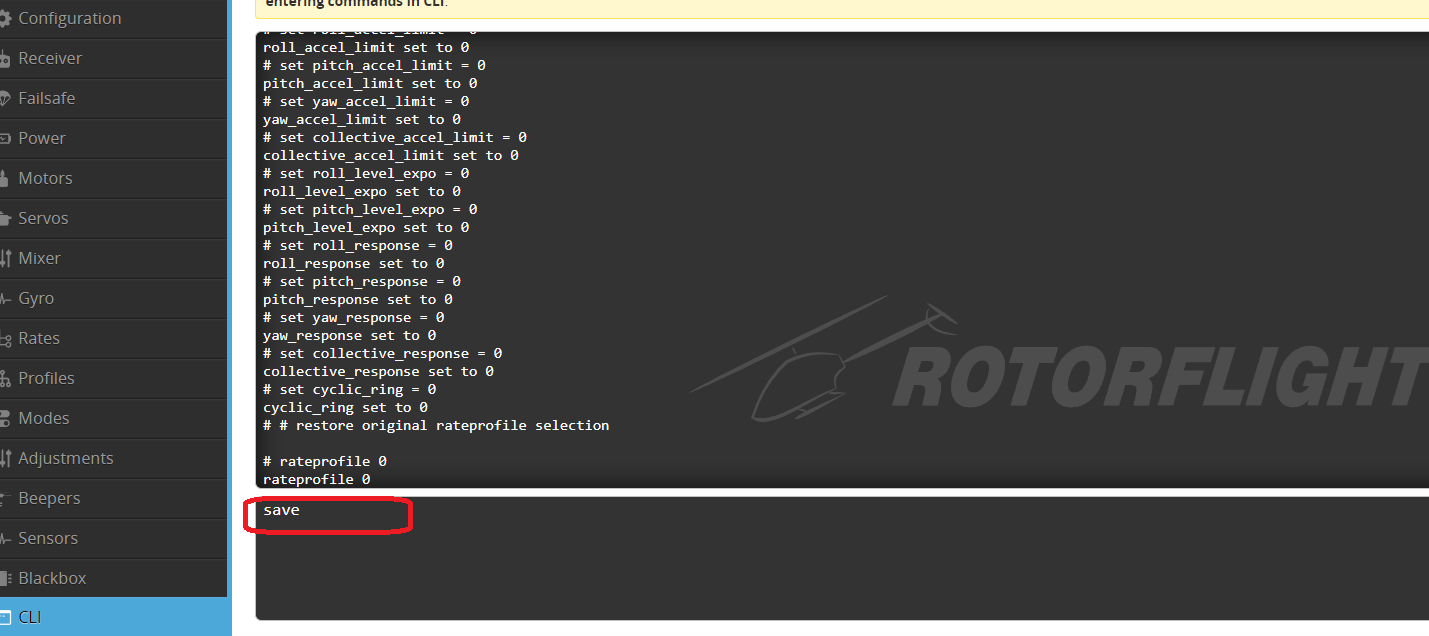 Configuration
Receiver
Failsafe
Power
Motors
Servos
Mixer
Gyro
Rates
Profiles
Modes
Adjustments
Beepers
Sensors
Blackbox
CLI
entering commands in CLI.
# set roll_accel_limit = 0
roll_accel_limit set to 0
# set pitch_accel_limit = 0
pitch_accel_limit set to 0
# set yaw_accel_limit = 0
yaw_accel_limit set to 0
# set collective_accel_limit = 0
collective_accel_limit set to 0
# set roll_level_expo = 0
roll_level_expo set to 0
# set pitch_level_expo = 0
pitch_level_expo set to 0
# set roll_response = 0
roll_response set to 0
# set pitch_response = 0
pitch_response set to 0
# set yaw_response = 0
yaw_response set to 0
# set collective_response = 0
collective_response set to 0
# set cyclic_ring = 0
cyclic_ring set to 0
# # restore original rateprofile selection
# rateprofile 0
rateprofile 0
ROTORFLIGHT
save